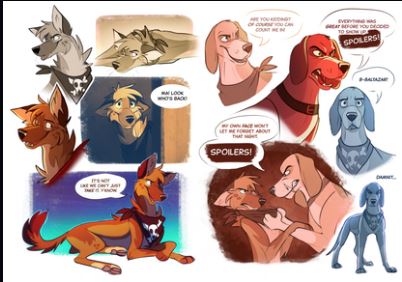 HA! LOOK
WHO'S BACK!
IT'S NOT
LIKE WE CAN'T JUST
TAKE IT, Y'KNOW.
ARE YOU KIDDING?
OF COURSE YOU CAN
COUNT ME IN!
EVERYTHING WAS
GREAT BEFORE YOU DECIDED
TO SHOW UP,
SPOILERS!
B-BALTAZAR!
MY OWN FACE WON'T
LET ME FORGET ABOUT
THAT NIGHT.
SPOILERS!
DAMMIT...